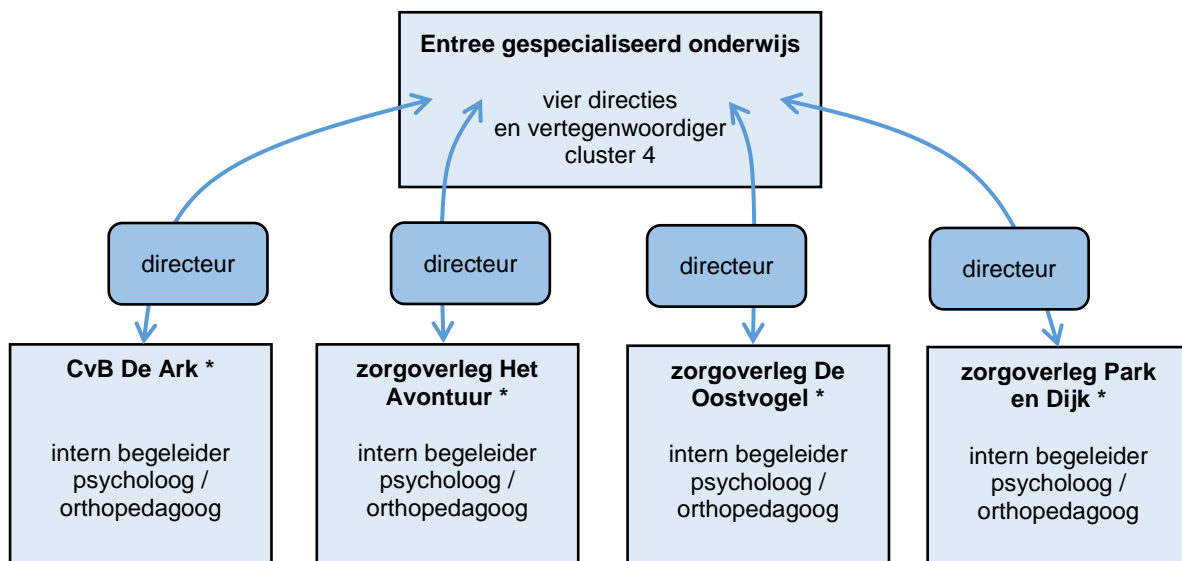 Entree gespecialiseerd onderwijs
vier directies
en vertegenwoordiger
cluster 4
directeur
directeur
directeur
directeur
CvB De Ark *
intern begeleider
psycholoog /
orthopedagoog
zorgoverleg Het
Avontuur *
intern begeleider
psycholoog /
orthopedagoog
zorgoverleg De
Oostvogel *
intern begeleider
psycholoog /
orthopedagoog
zorgoverleg Park
en Dijk *
intern begeleider
psycholoog /
orthopedagoog